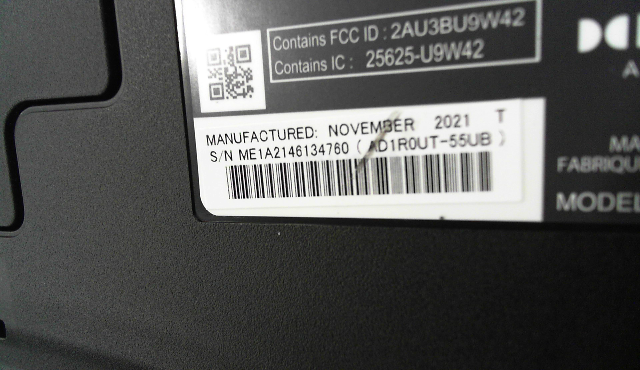 Contains FCC ID : 2AU3BU9W42
Contains IC : 25625-U9W42
MANUFACTURED: NOVEMBER 2021 T
S/N ME1A2146134760 ( AD1R0UT-55UB )
MA
FABRIQU
MODEL